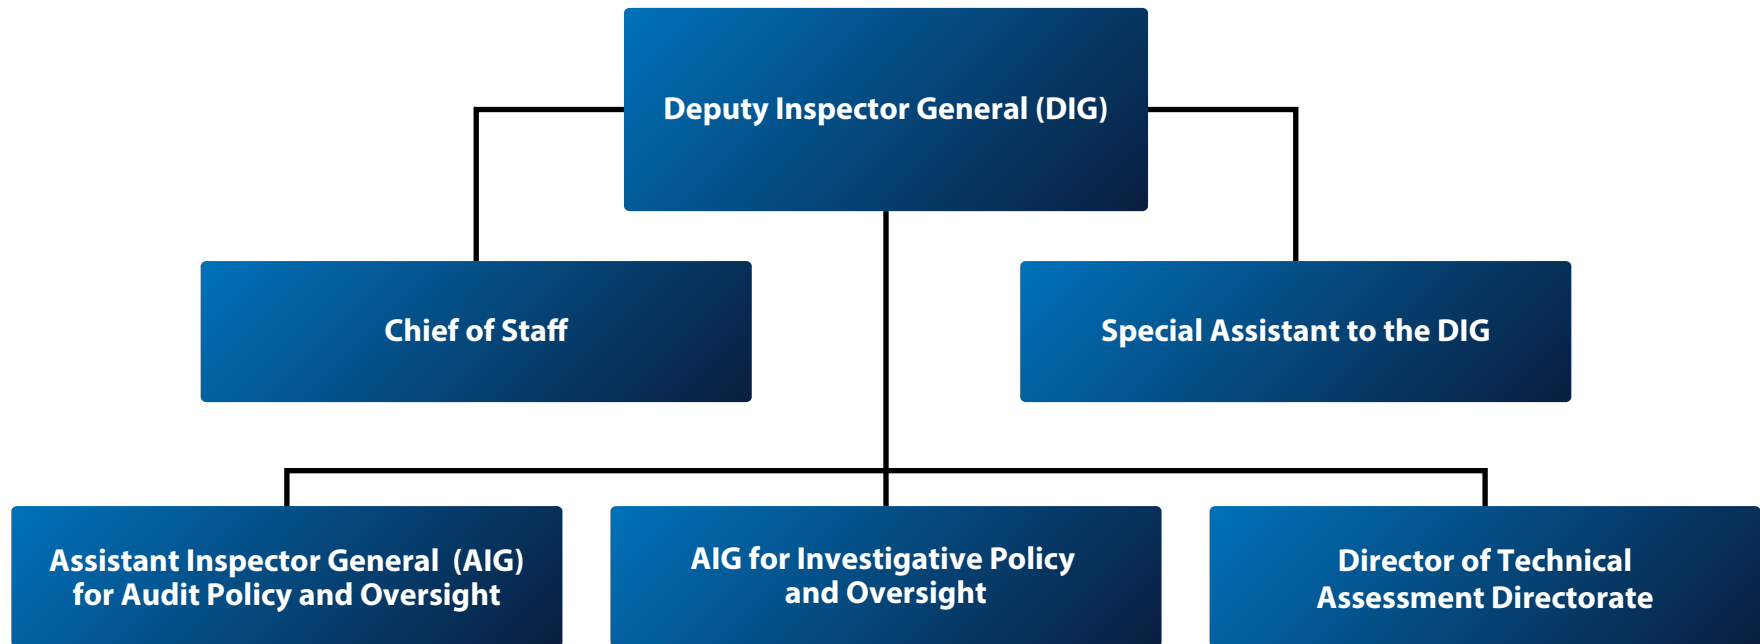 Deputy Inspector General (DIG)
Chief of Staff
Special Assistant to the DIG
Assistant Inspector General (AIG)
for Audit Policy and Oversight
AIG for Investigative Policy
and Oversight
Director of Technical
Assessment Directorate